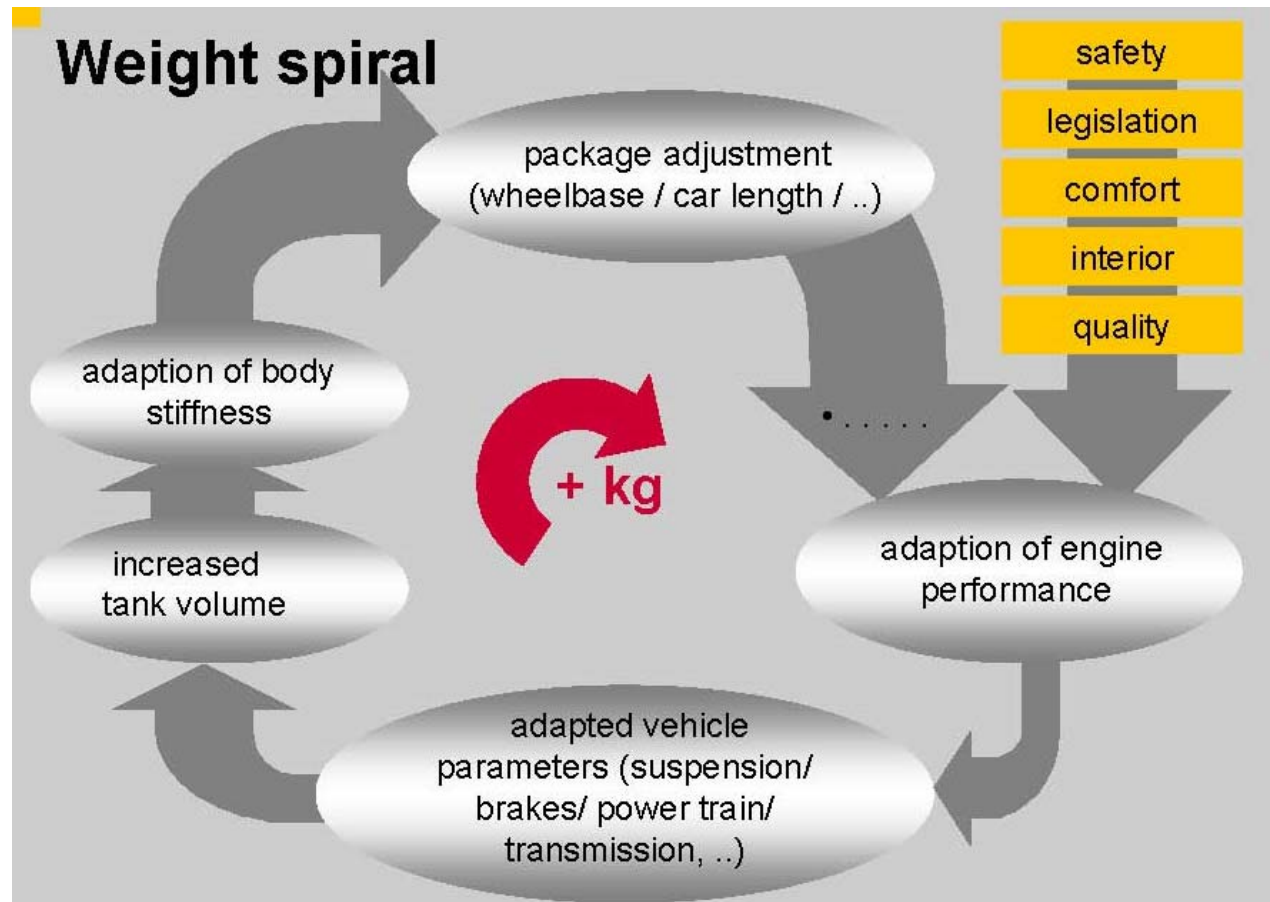 Weight spiral
safety
legislation
comfort
interior
quality
package adjustment
(wheelbase / car length / ..)
adaption of body
stiffness
• . . . . .
+ kg
increased
tank volume
adaption of engine
performance
adapted vehicle
parameters (suspension/
brakes/ power train/
transmission, ..)